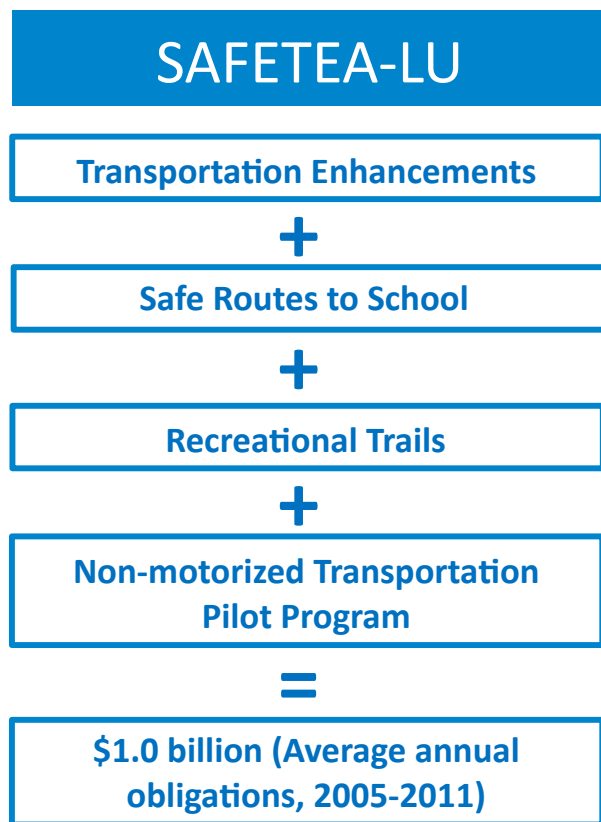 SAFETEA-LU
Transportation Enhancements
+
Safe Routes to School
+
Recreational Trails
+
Non-motorized Transportation
Pilot Program
=
$1.0 billion (Average annual
obligations, 2005-2011)